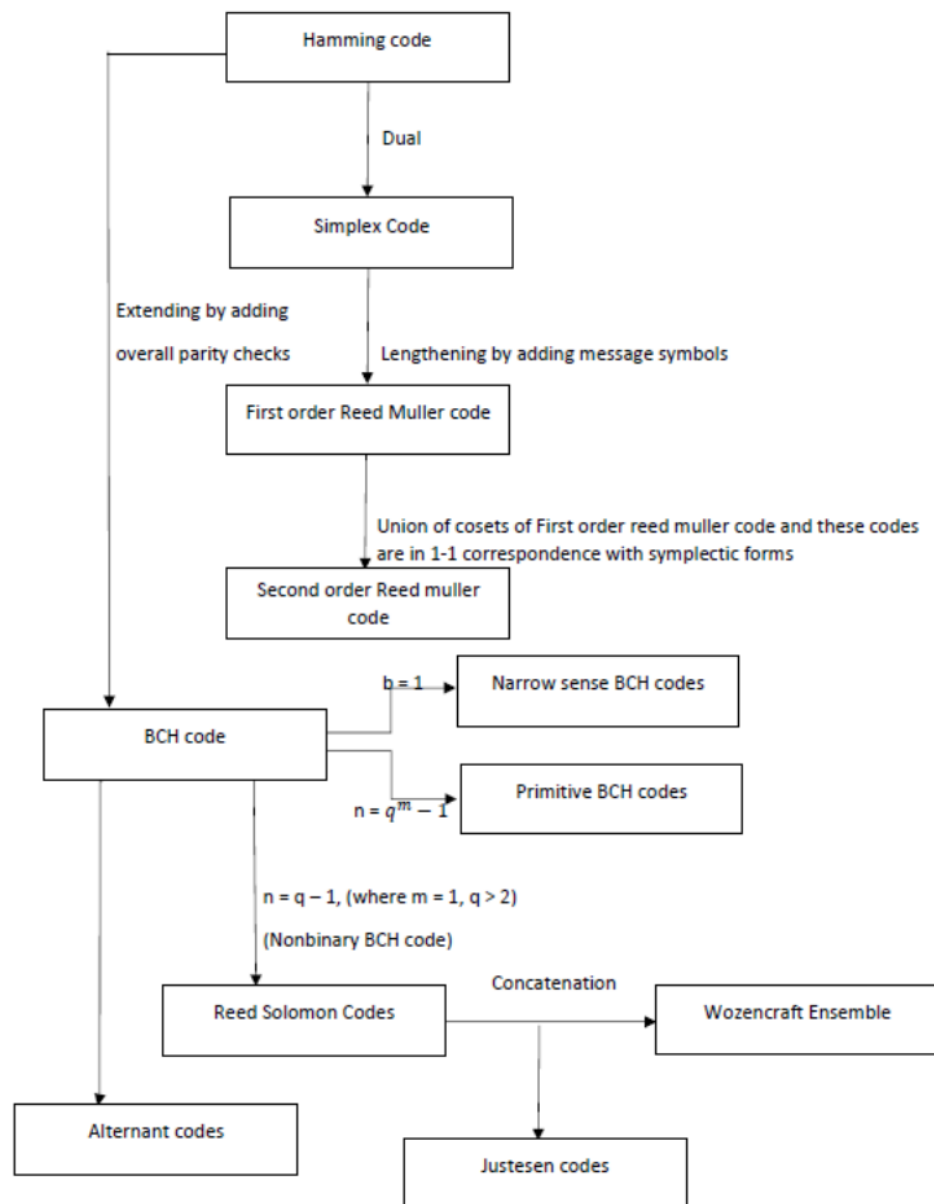 Hamming code
Dual
Simplex Code
Extending by adding
overall parity checks
Lengthening by adding message symbols
First order Reed Muller code
Union of cosets of First order reed muller code and these codes
are in 1-1 correspondence with symplectic forms
Second order Reed muller
code
b = 1
Narrow sense BCH codes
BCH code
Primitive BCH codes
n = q^m − 1
n = q – 1, (where m = 1, q > 2)
(Nonbinary BCH code)
Concatenation
Reed Solomon Codes
Wozencraft Ensemble
Alternant codes
Justesen codes